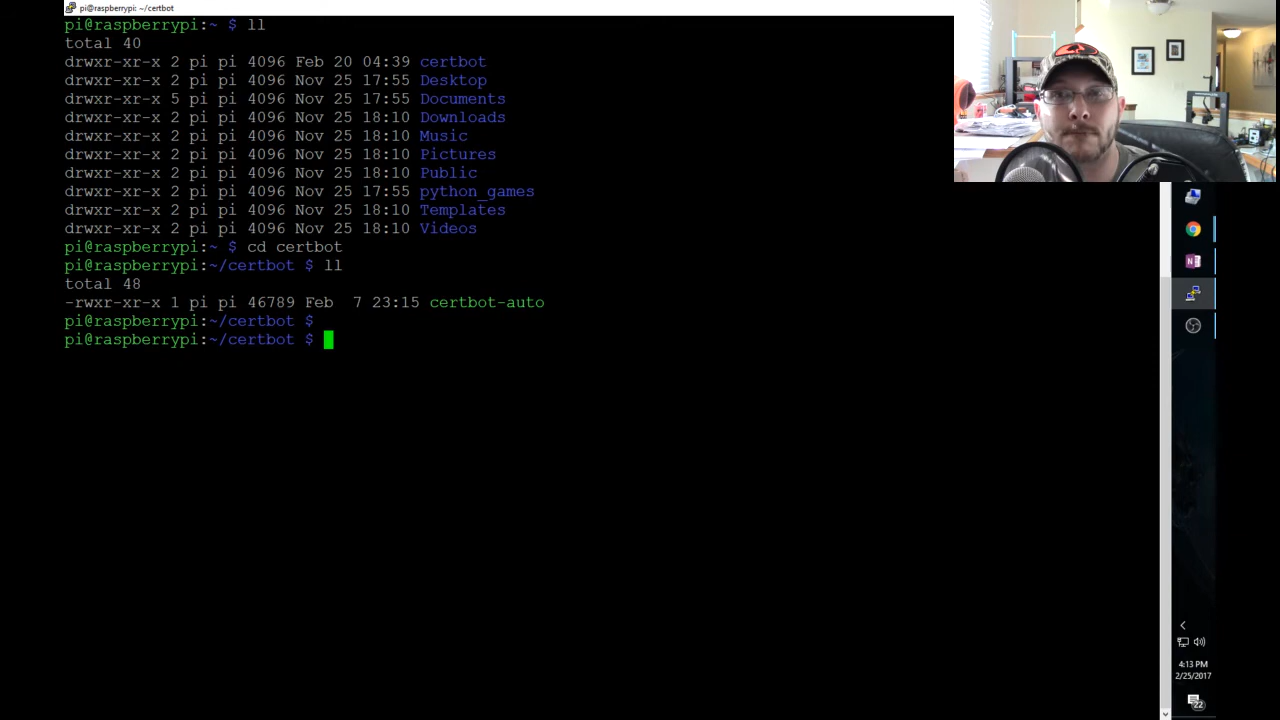 pi@raspberrypi: ~/certbot
pi@raspberrypi:~ $ ll
total 40
drwxr-xr-x 2 pi pi 4096 Feb 20 04:39 certbot
drwxr-xr-x 2 pi pi 4096 Nov 25 17:55 Desktop
drwxr-xr-x 5 pi pi 4096 Nov 25 17:55 Documents
drwxr-xr-x 2 pi pi 4096 Nov 25 18:10 Downloads
drwxr-xr-x 2 pi pi 4096 Nov 25 18:10 Music
drwxr-xr-x 2 pi pi 4096 Nov 25 18:10 Pictures
drwxr-xr-x 2 pi pi 4096 Nov 25 18:10 Public
drwxr-xr-x 2 pi pi 4096 Nov 25 17:55 python_games
drwxr-xr-x 2 pi pi 4096 Nov 25 18:10 Templates
drwxr-xr-x 2 pi pi 4096 Nov 25 18:10 Videos
pi@raspberrypi:~ $ cd certbot
pi@raspberrypi:~/certbot $ ll
total 48
-rwxr-xr-x 1 pi pi 46789 Feb  7 23:15 certbot-auto
pi@raspberrypi:~/certbot $
pi@raspberrypi:~/certbot $
4:13 PM
2/25/2017
22